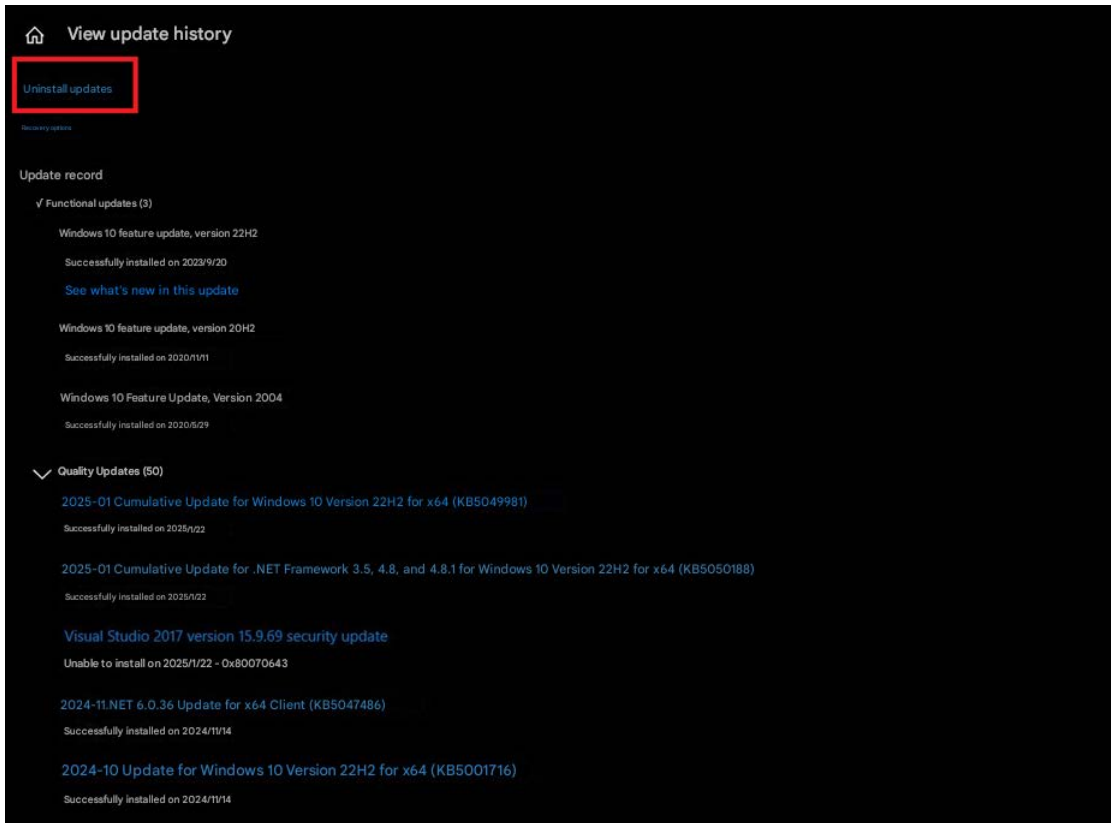 View update history
Uninstall updates
Recovery options
Update record
√ Functional updates (3)
Windows 10 feature update, version 22H2
Successfully installed on 2023/9/20
See what's new in this update
Windows 10 feature update, version 20H2
Successfully installed on 2020/11/11
Windows 10 Feature Update, Version 2004
Successfully installed on 2020/5/29
Quality Updates (50)
2025-01 Cumulative Update for Windows 10 Version 22H2 for x64 (KB5049981)
Successfully installed on 2025/1/22
2025-01 Cumulative Update for .NET Framework 3.5, 4.8, and 4.8.1 for Windows 10 Version 22H2 for x64 (KB5050188)
Successfully installed on 2025/1/22
Visual Studio 2017 version 15.9.69 security update
Unable to install on 2025/1/22 - 0x80070643
2024-11.NET 6.0.36 Update for x64 Client (KB5047486)
Successfully installed on 2024/11/14
2024-10 Update for Windows 10 Version 22H2 for x64 (KB5001716)
Successfully installed on 2024/11/14